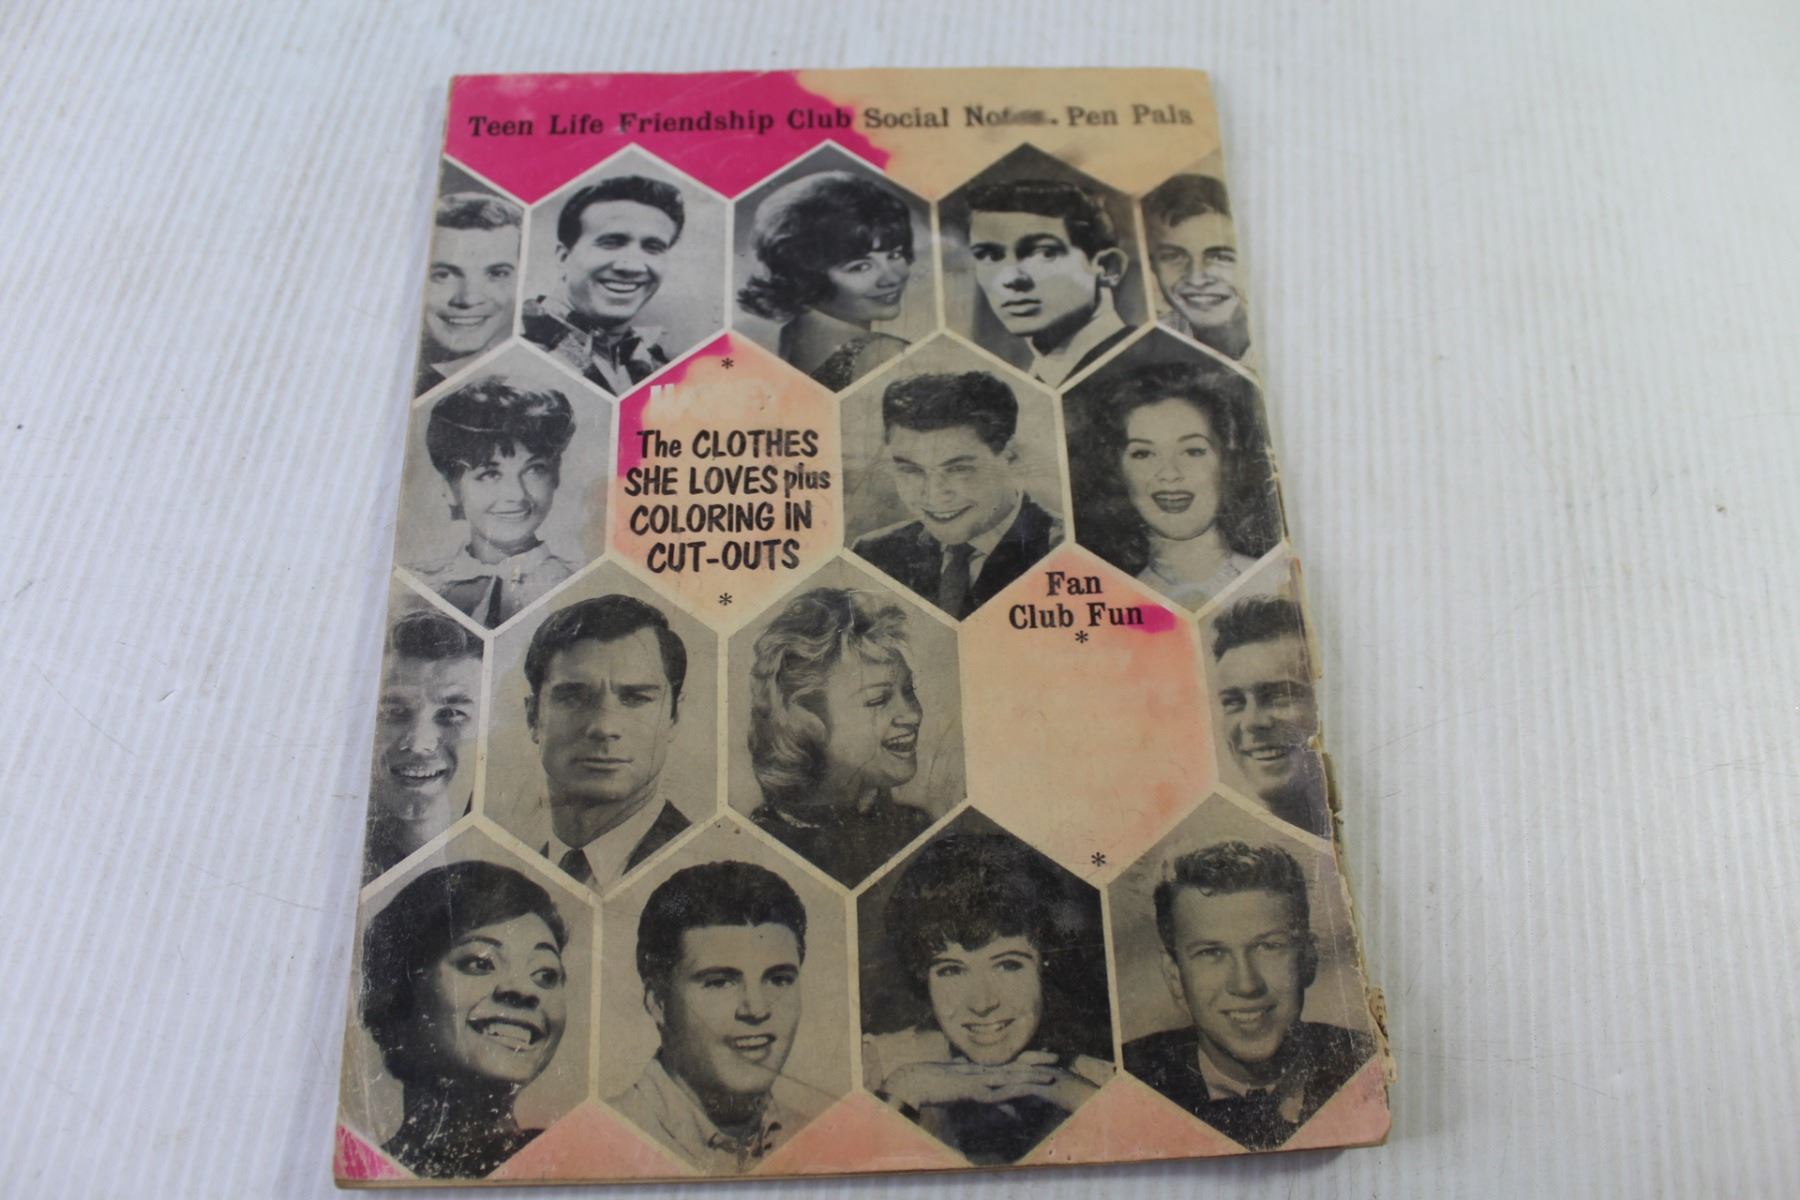 Teen Life Friendship Club Social Pen Pals
*
The CLOTHES
SHE LOVES plus
COLORING IN
CUT-OUTS
*
Fan
Club Fun
*
*